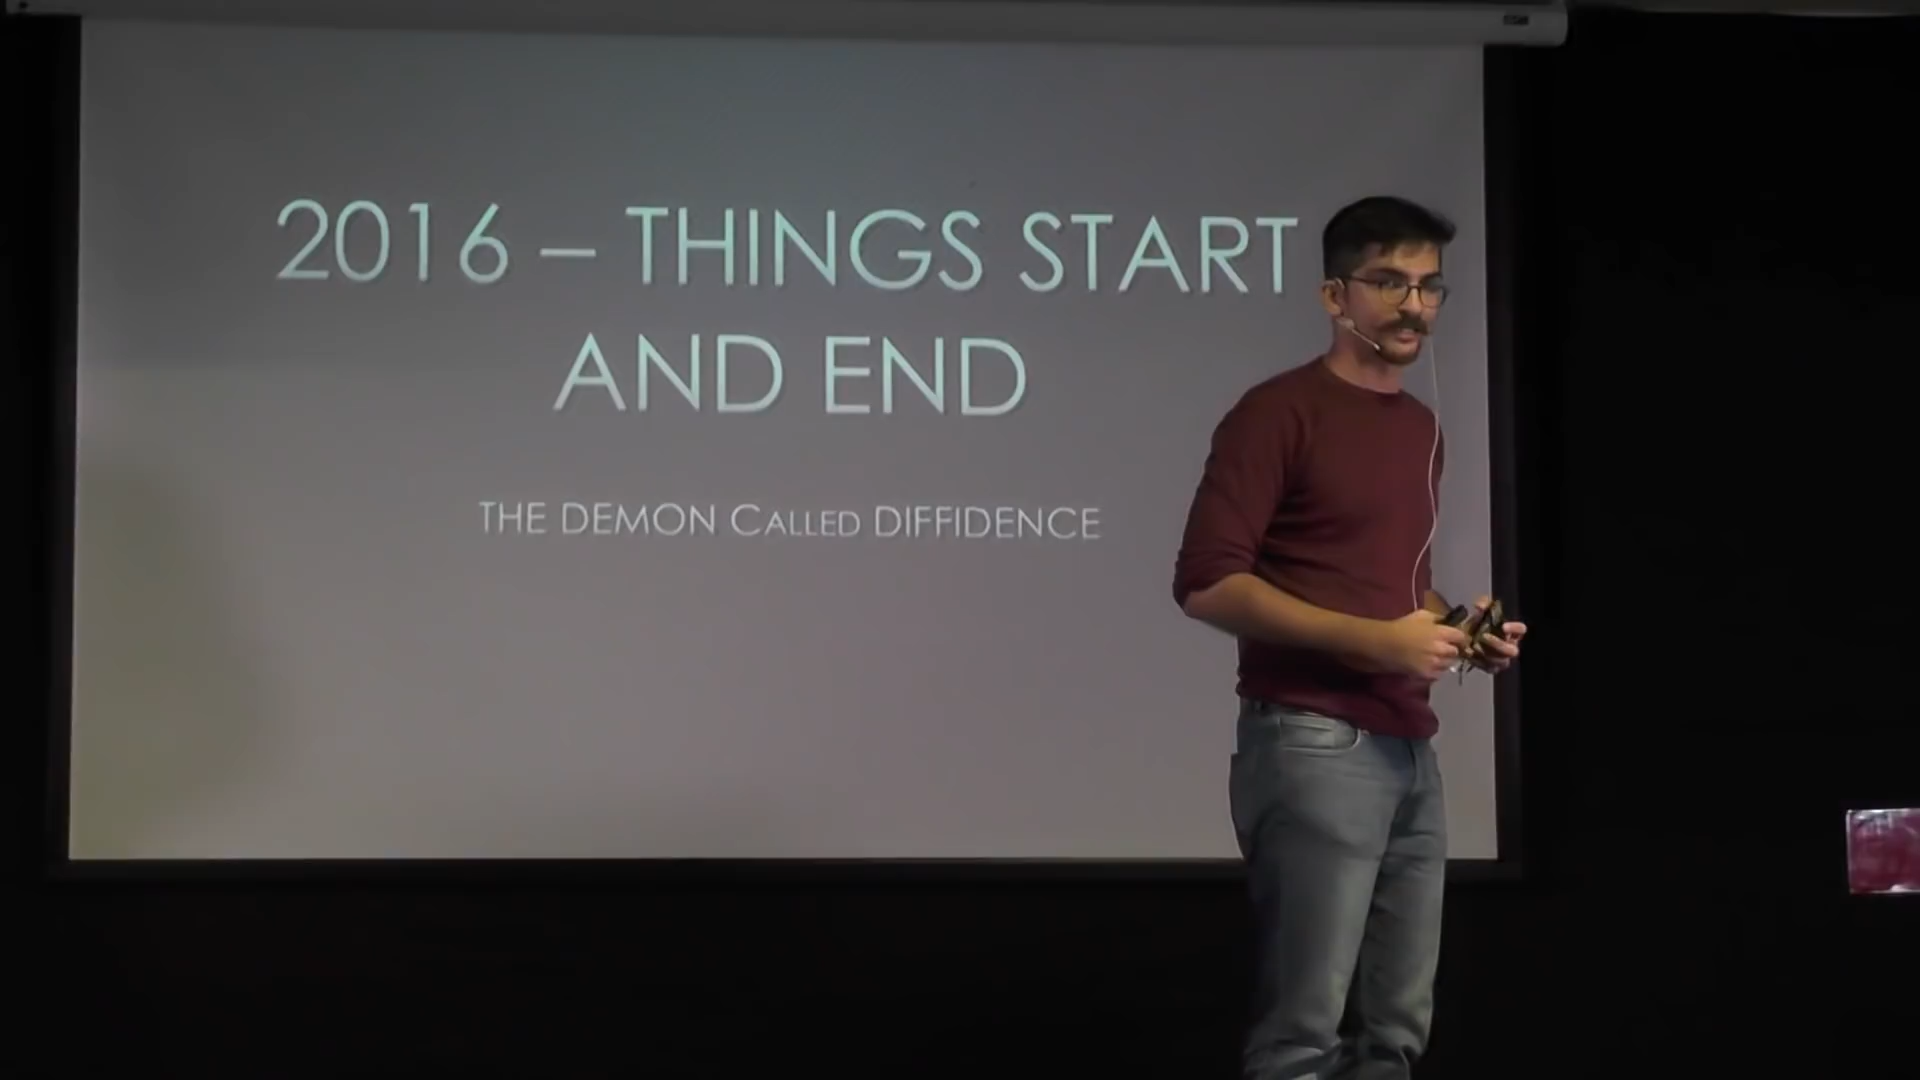 2016 – THINGS START
AND END
THE DEMON CALLED DIFFIDENCE